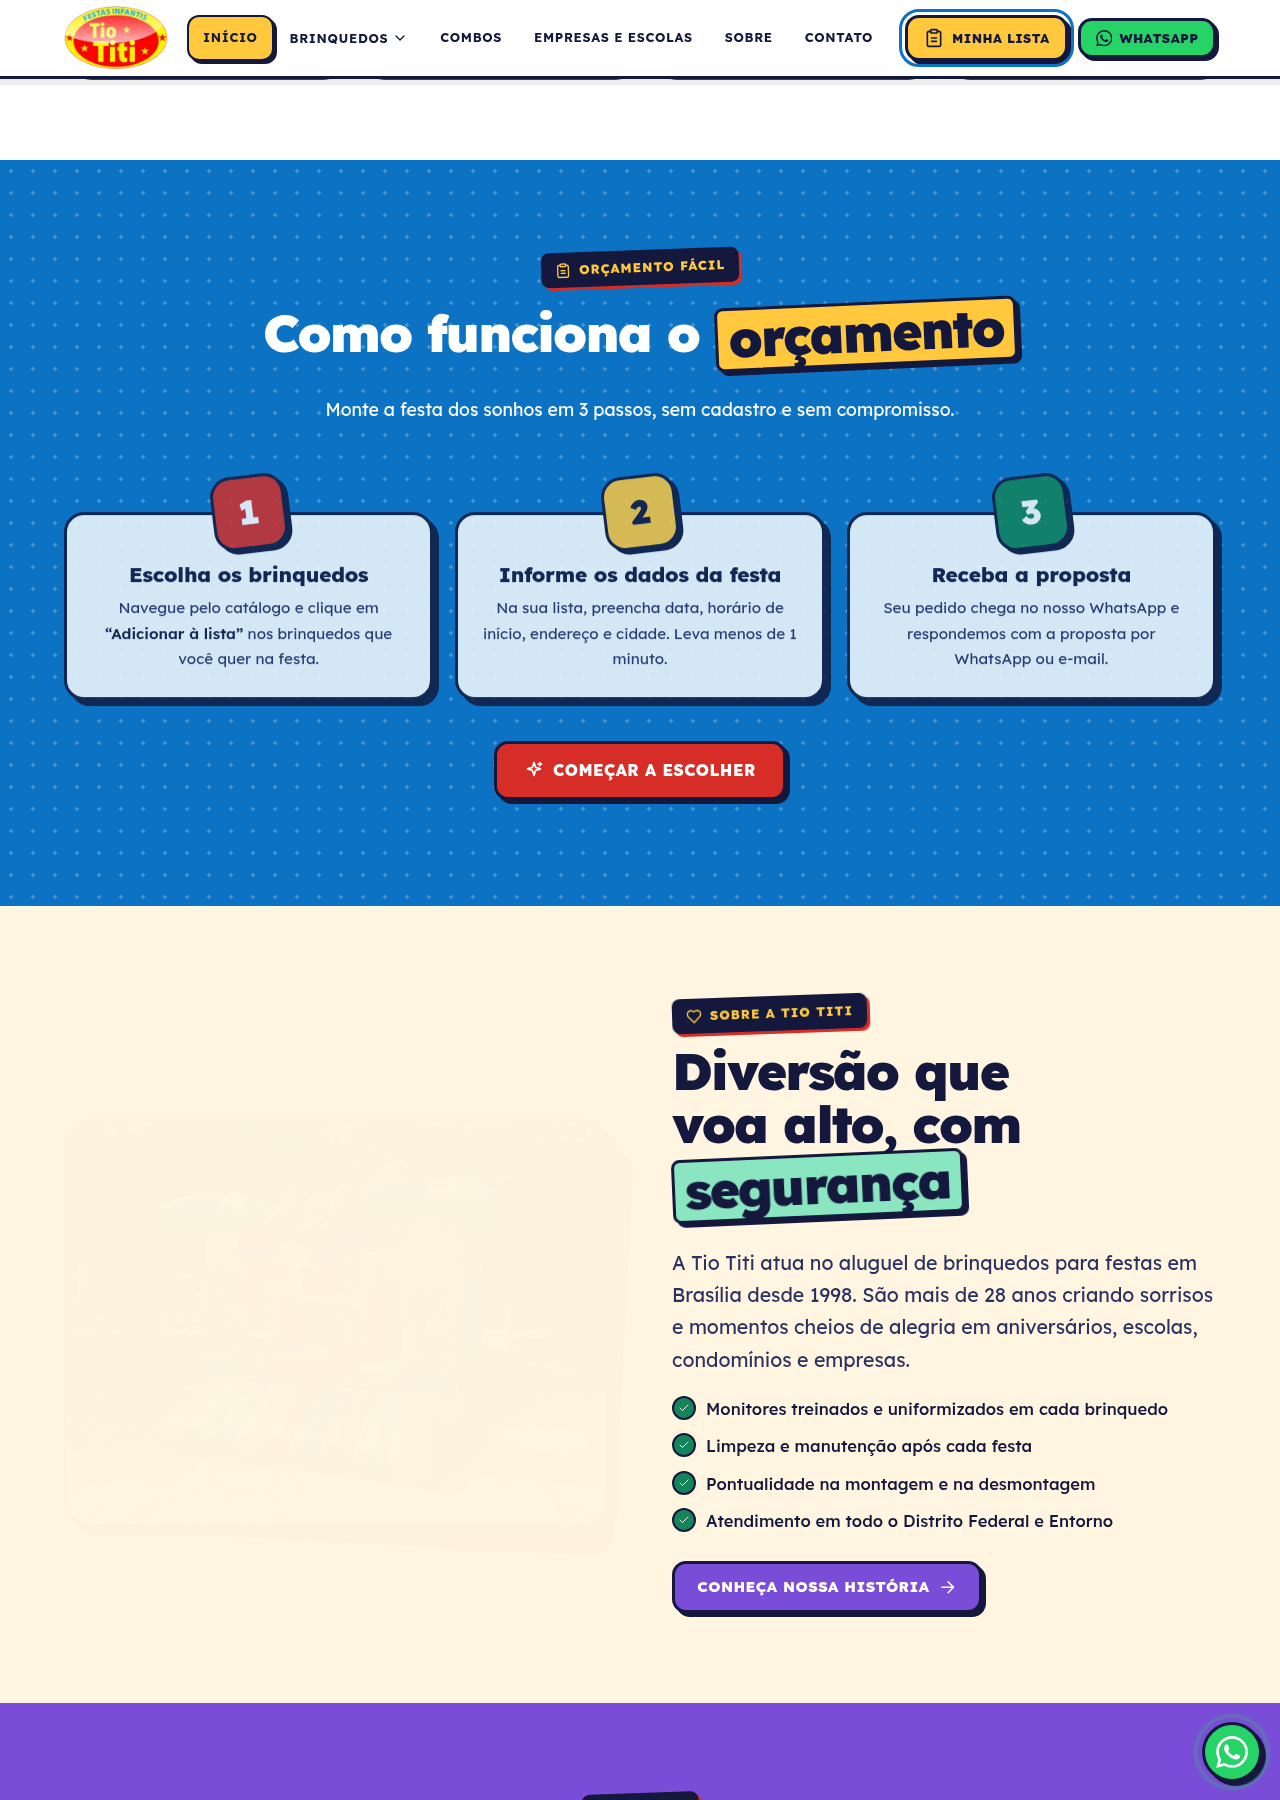 FESTAS INFANTIS
Tio
Titi
INÍCIO
BRINQUEDOS
COMBOS
EMPRESAS E ESCOLAS
SOBRE
CONTATO
MINHA LISTA
WHATSAPP
ORÇAMENTO FÁCIL
Como funciona o orçamento
Monte a festa dos sonhos em 3 passos, sem cadastro e sem compromisso.
1
Escolha os brinquedos
Navegue pelo catálogo e clique em
“Adicionar à lista” nos brinquedos que
você quer na festa.
2
Informe os dados da festa
Na sua lista, preencha data, horário de
início, endereço e cidade. Leva menos de 1
minuto.
3
Receba a proposta
Seu pedido chega no nosso WhatsApp e
respondemos com a proposta por
WhatsApp ou e-mail.
COMEÇAR A ESCOLHER
SOBRE A TIO TITI
Diversão que
voa alto, com
segurança
A Tio Titi atua no aluguel de brinquedos para festas em
Brasília desde 1998. São mais de 28 anos criando sorrisos
e momentos cheios de alegria em aniversários, escolas,
condomínios e empresas.
Monitores treinados e uniformizados em cada brinquedo
Limpeza e manutenção após cada festa
Pontualidade na montagem e na desmontagem
Atendimento em todo o Distrito Federal e Entorno
CONHEÇA NOSSA HISTÓRIA